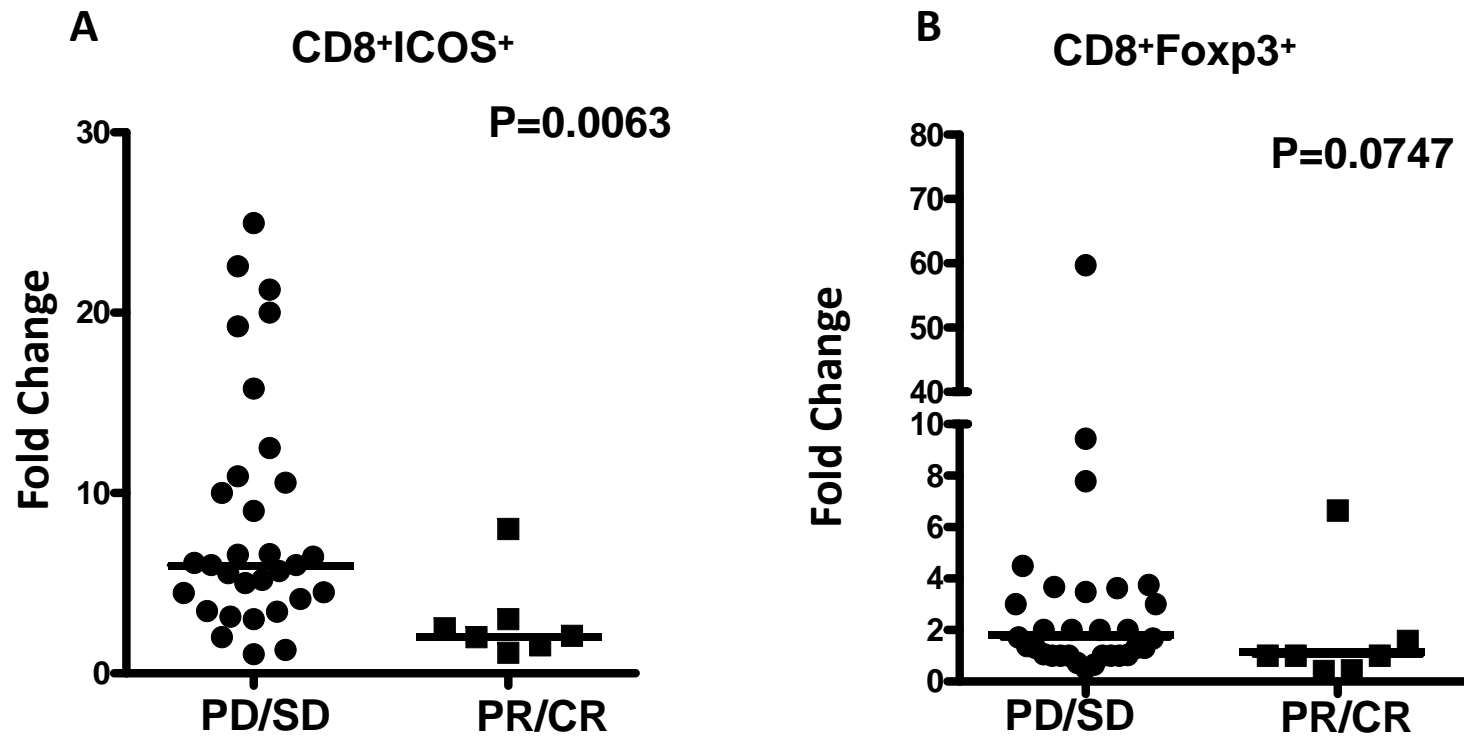 A
CD8⁺ICOS⁺
P=0.0063
Fold Change
30
20
10
0
PD/SD
PR/CR
B
CD8⁺Foxp3⁺
P=0.0747
Fold Change
80
70
60
50
40
10
8
6
4
2
0
PD/SD
PR/CR